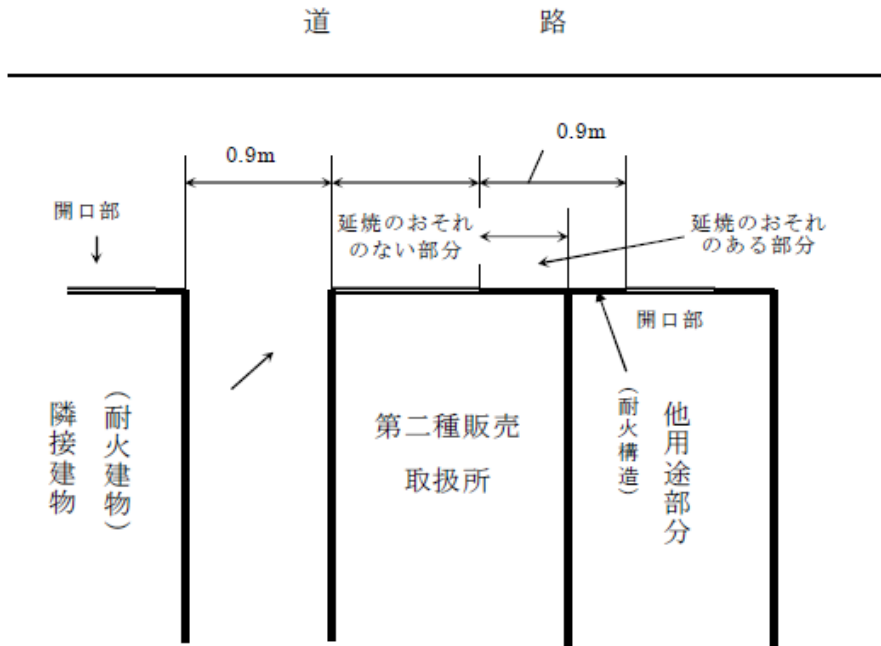 道 路
0.9m
0.9m
開口部
延焼のおそれ
のない部分
延焼のおそれ
のある部分
開口部
隣接建物
（耐火建物）
第二種販売
取扱所
（耐火構造）
他用途部分